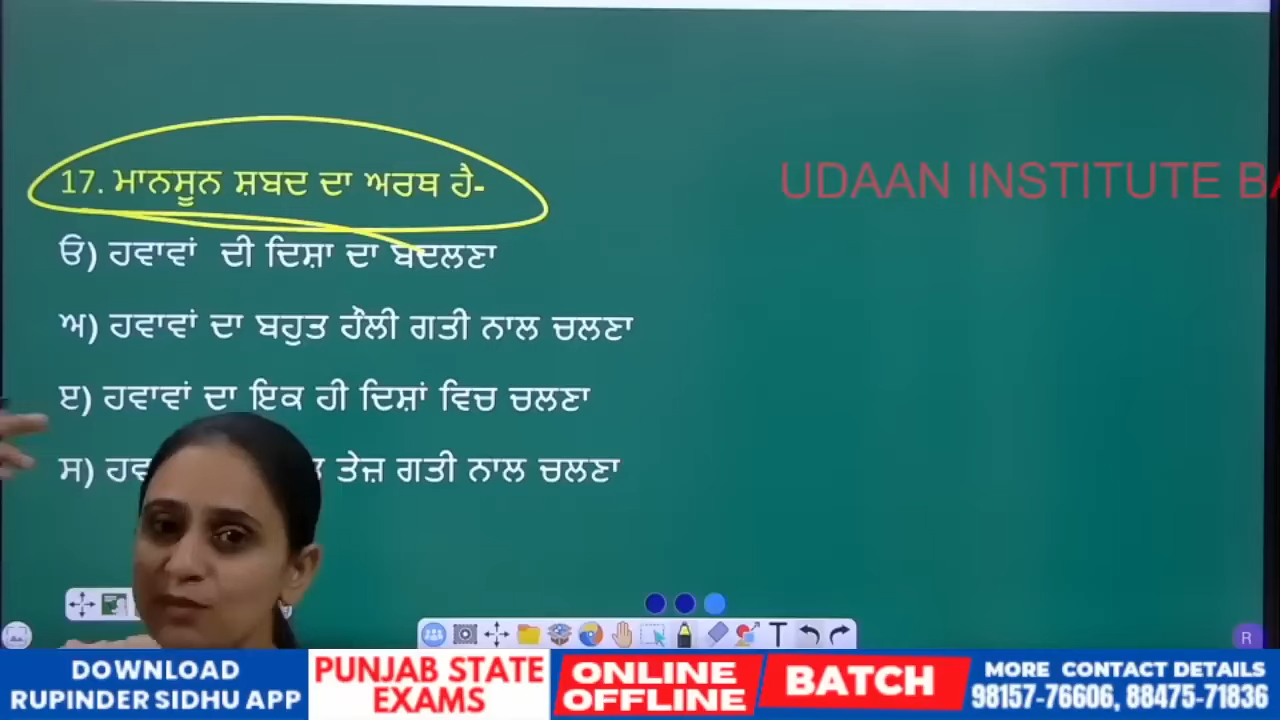 17. ਮਾਨਸੂਨ ਸ਼ਬਦ ਦਾ ਅਰਥ ਹੈ-
UDAAN INSTITUTE
ੳ) ਹਵਾਵਾਂ ਦੀ ਦਿਸ਼ਾ ਦਾ ਬਦਲਣਾ
ਅ) ਹਵਾਵਾਂ ਦਾ ਬਹੁਤ ਹੌਲੀ ਗਤੀ ਨਾਲ ਚਲਣਾ
ੲ) ਹਵਾਵਾਂ ਦਾ ਇਕ ਹੀ ਦਿਸ਼ਾਂ ਵਿਚ ਚਲਣਾ
ਸ) ਤੇਜ਼ ਗਤੀ ਨਾਲ ਚਲਣਾ
T
R
DOWNLOAD
RUPINDER SIDHU APP
PUNJAB STATE
EXAMS
ONLINE
OFFLINE
BATCH
MORE CONTACT DETAILS
98157-76606, 88475-71836